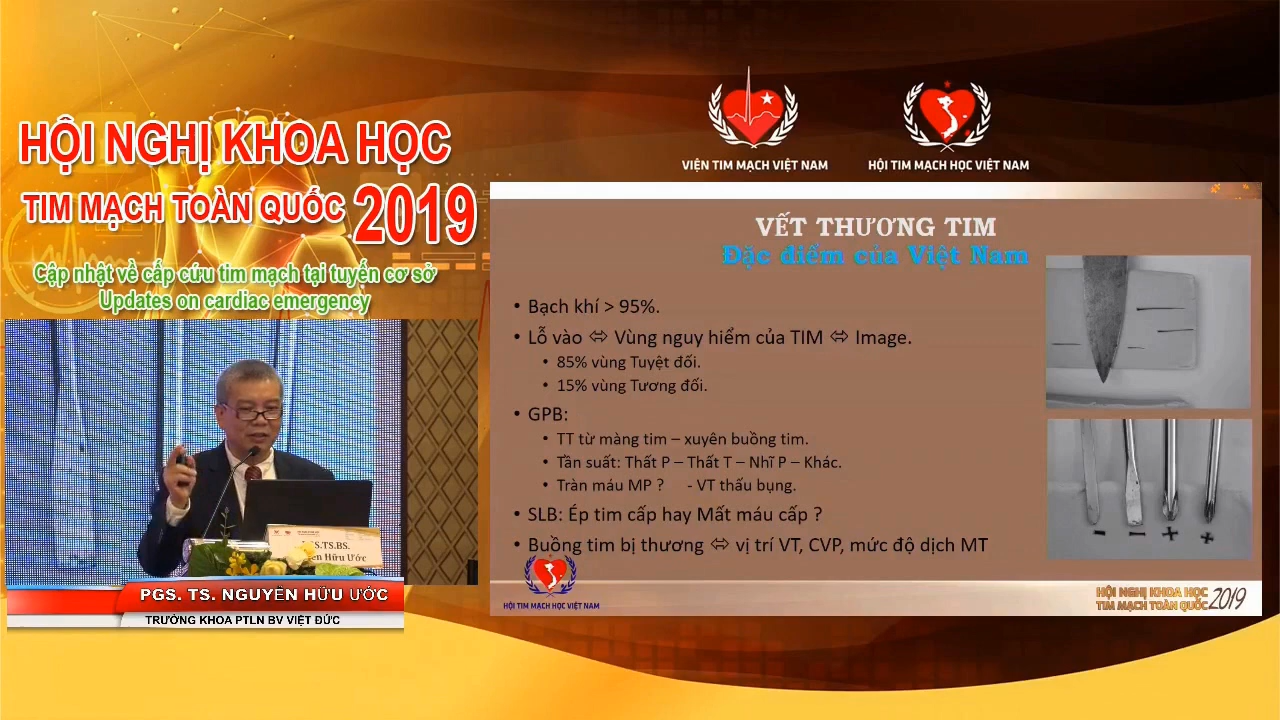 HỘI NGHỊ KHOA HỌC
TIM MẠCH TOÀN QUỐC 2019
Cập nhật về cấp cứu tim mạch tại tuyến cơ sở
Updates on cardiac emergency
VIỆN TIM MẠCH VIỆT NAM
HỘI TIM MẠCH HỌC VIỆT NAM
VẾT THƯƠNG TIM
Đặc điểm của Việt Nam
• Bạch khí > 95%.
• Lỗ vào ⬄ Vùng nguy hiểm của TIM ⬄ Image.
• 85% vùng Tuyệt đối.
• 15% vùng Tương đối.
• GPB:
• TT từ màng tim – xuyên buồng tim.
• Tần suất: Thất P – Thất T – Nhĩ P – Khác.
• Tràn máu MP ? - VT thấu bụng.
• SLB: Ép tim cấp hay Mất máu cấp ?
• Buồng tim bị thương ⬄ vị trí VT, CVP, mức độ dịch MT
HỘI TIM MẠCH HỌC VIỆT NAM
HỘI NGHỊ KHOA HỌC
TIM MẠCH TOÀN QUỐC 2019
S.TS.BS.
ễn Hữu Ước
PGS. TS. NGUYỄN HỮU ƯỚC
TRƯỞNG KHOA PTLN BV VIỆT ĐỨC